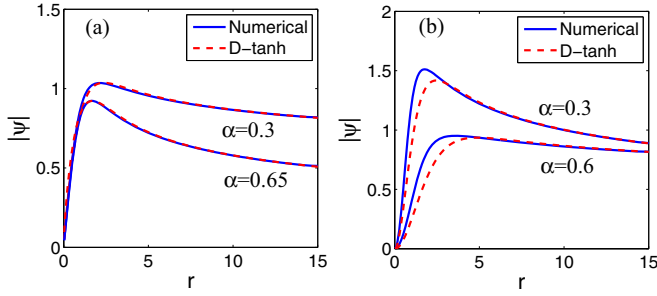 (a)
Numerical
D-tanh
α=0.3
α=0.65
|ψ|
r
0
0.5
1
1.5
0
5
10
15
(b)
Numerical
D-tanh
α=0.3
α=0.6
|ψ|
r
0
0.5
1
1.5
2
0
5
10
15